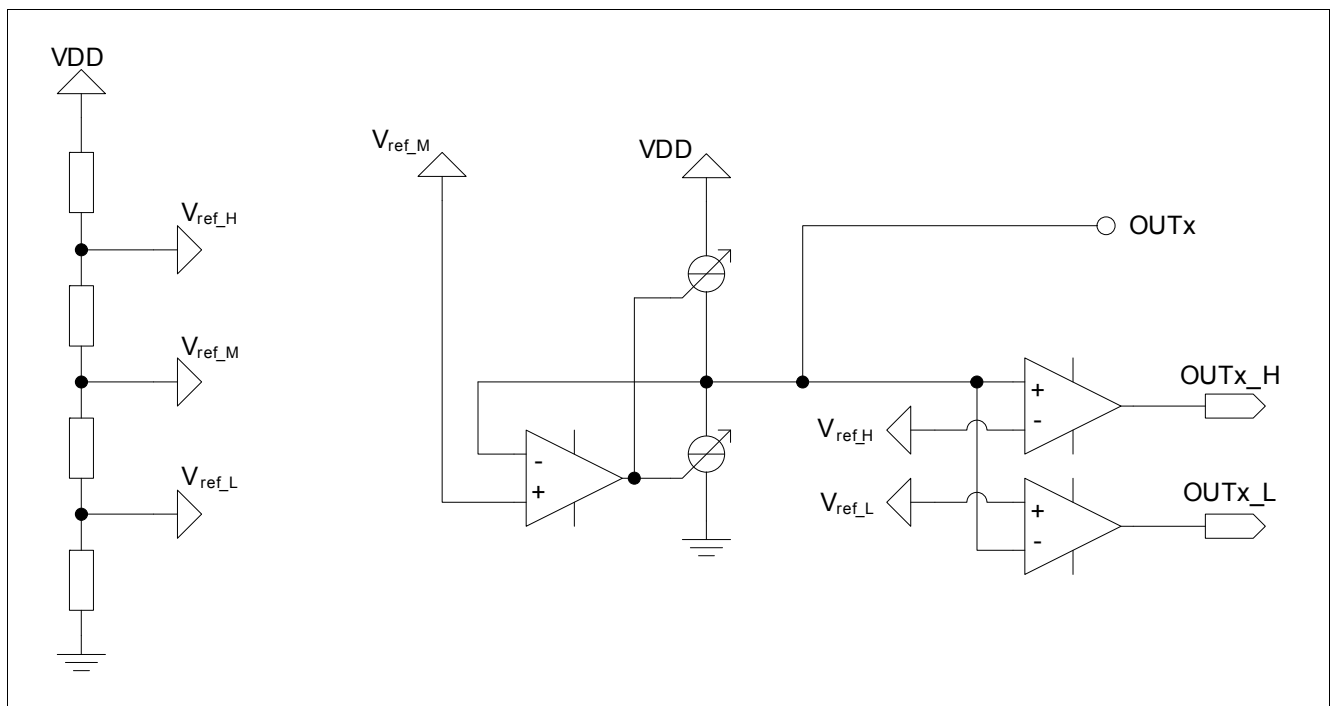 VDD
V_ref_H
V_ref_M
V_ref_L
V_ref_M
VDD
OUTx
+
-
OUTx_H
V_ref_H
-
+
V_ref_L
+
-
OUTx_L